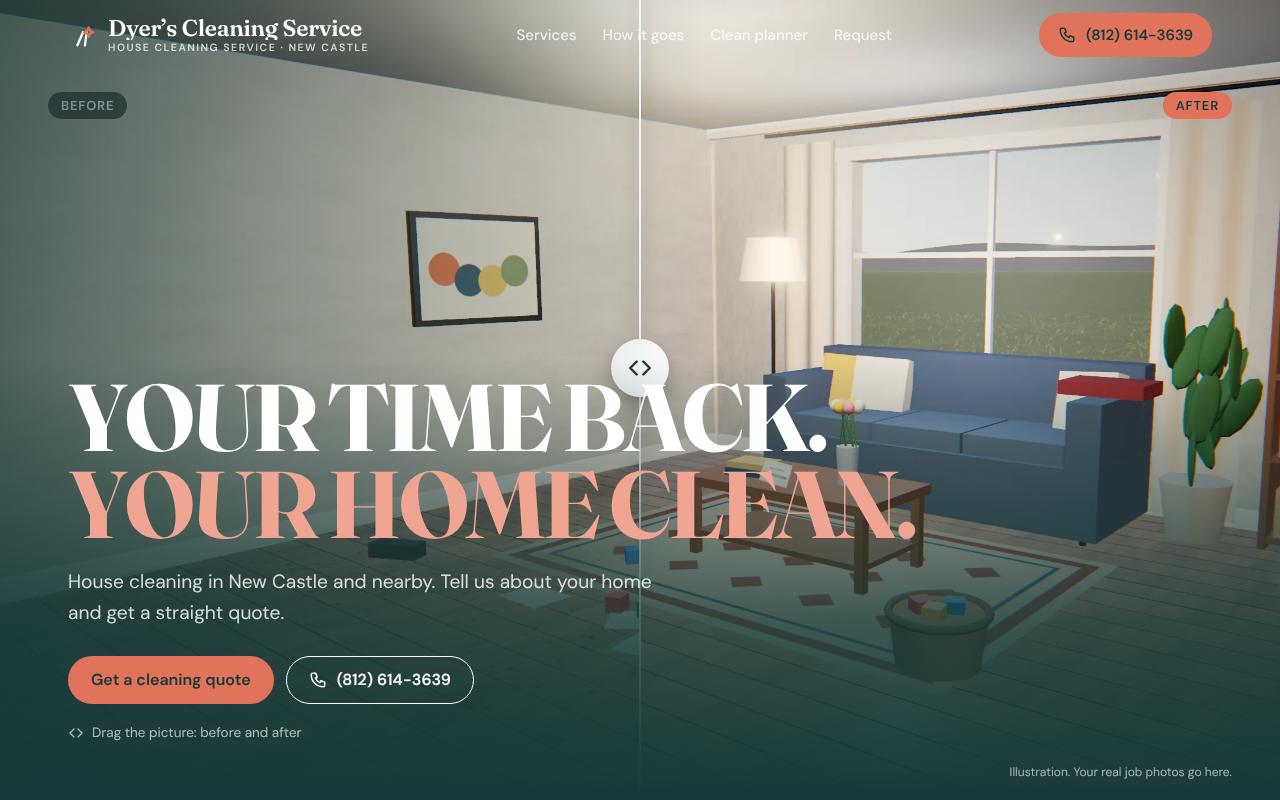 Dyer's Cleaning Service
HOUSE CLEANING SERVICE · NEW CASTLE
Services
How it goes
Clean planner
Request
(812) 614-3639
BEFORE
AFTER
YOUR TIME BACK.
YOUR HOME CLEAN.
House cleaning in New Castle and nearby. Tell us about your home
and get a straight quote.
Get a cleaning quote
(812) 614-3639
Drag the picture: before and after
Illustration. Your real job photos go here.